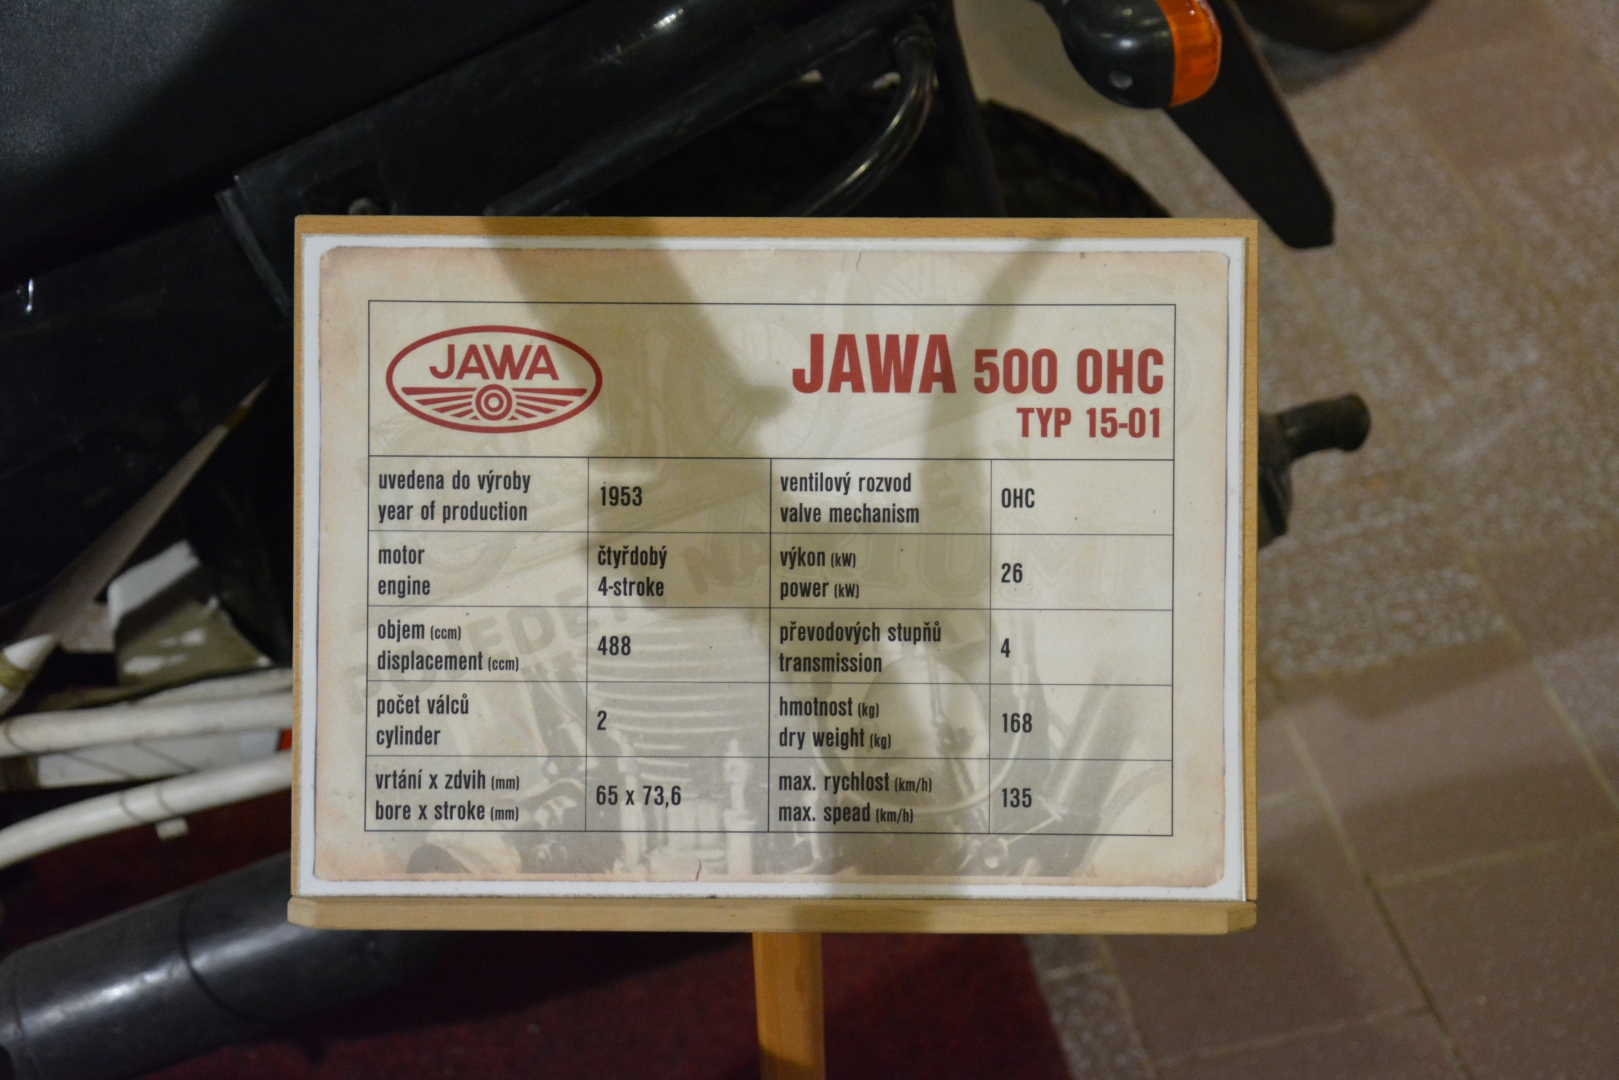 JAWA
JAWA 500 OHC
TYP 15-01
uvedena do výroby
year of production
1953
ventilový rozvod
valve mechanism
OHC
motor
engine
čtyřdobý
4-stroke
výkon (kW)
power (kW)
26
objem (ccm)
displacement (ccm)
488
převodových stupňů
transmission
4
počet válců
cylinder
2
hmotnost (kg)
dry weight (kg)
168
vrtání x zdvih (mm)
bore x stroke (mm)
65 x 73,6
max. rychlost (km/h)
max. spead (km/h)
135